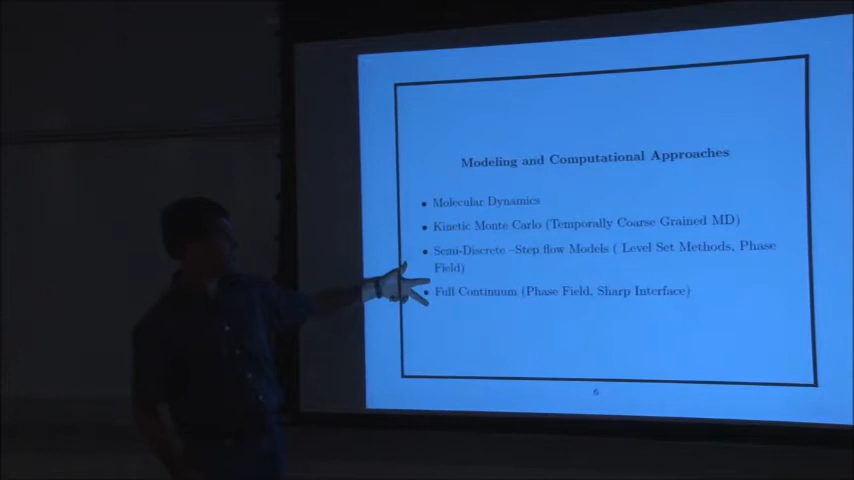 Modeling and Computational Approaches
• Molecular Dynamics
• Kinetic Monte Carlo (Temporally Coarse Grained MD)
• Semi-Discrete –Step flow Models ( Level Set Methods, Phase
Field)
• Full Continuum (Phase Field, Sharp Interface)
6